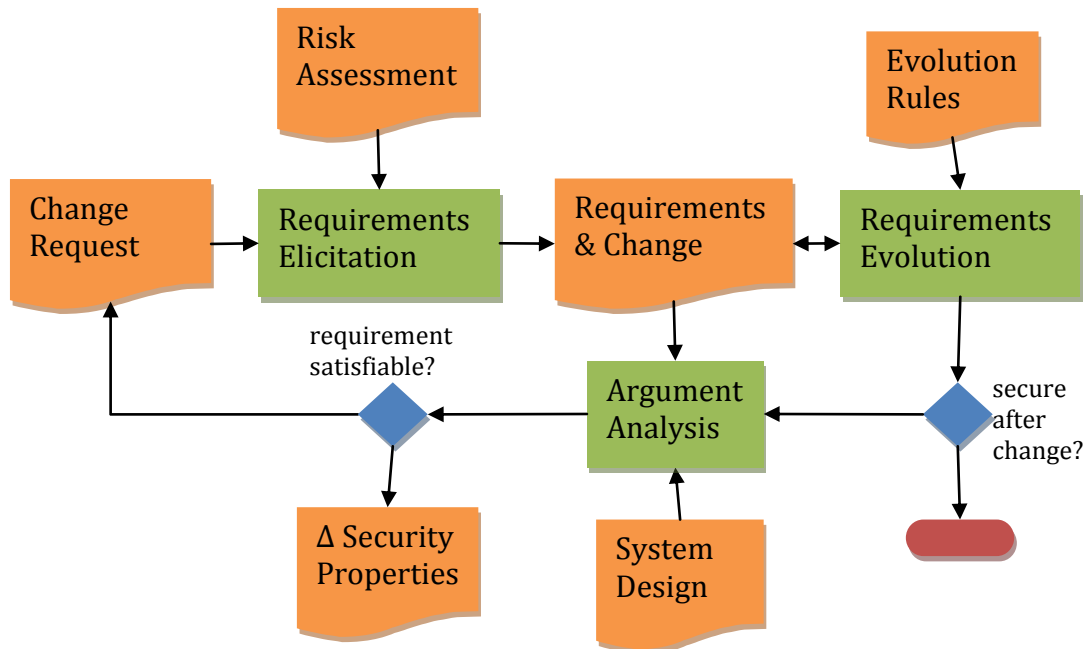 Risk
Assessment
Evolution
Rules
Change
Request
Requirements
Elicitation
Requirements
& Change
Requirements
Evolution
requirement
satisfiable?
Argument
Analysis
secure
after
change?
Δ Security
Properties
System
Design